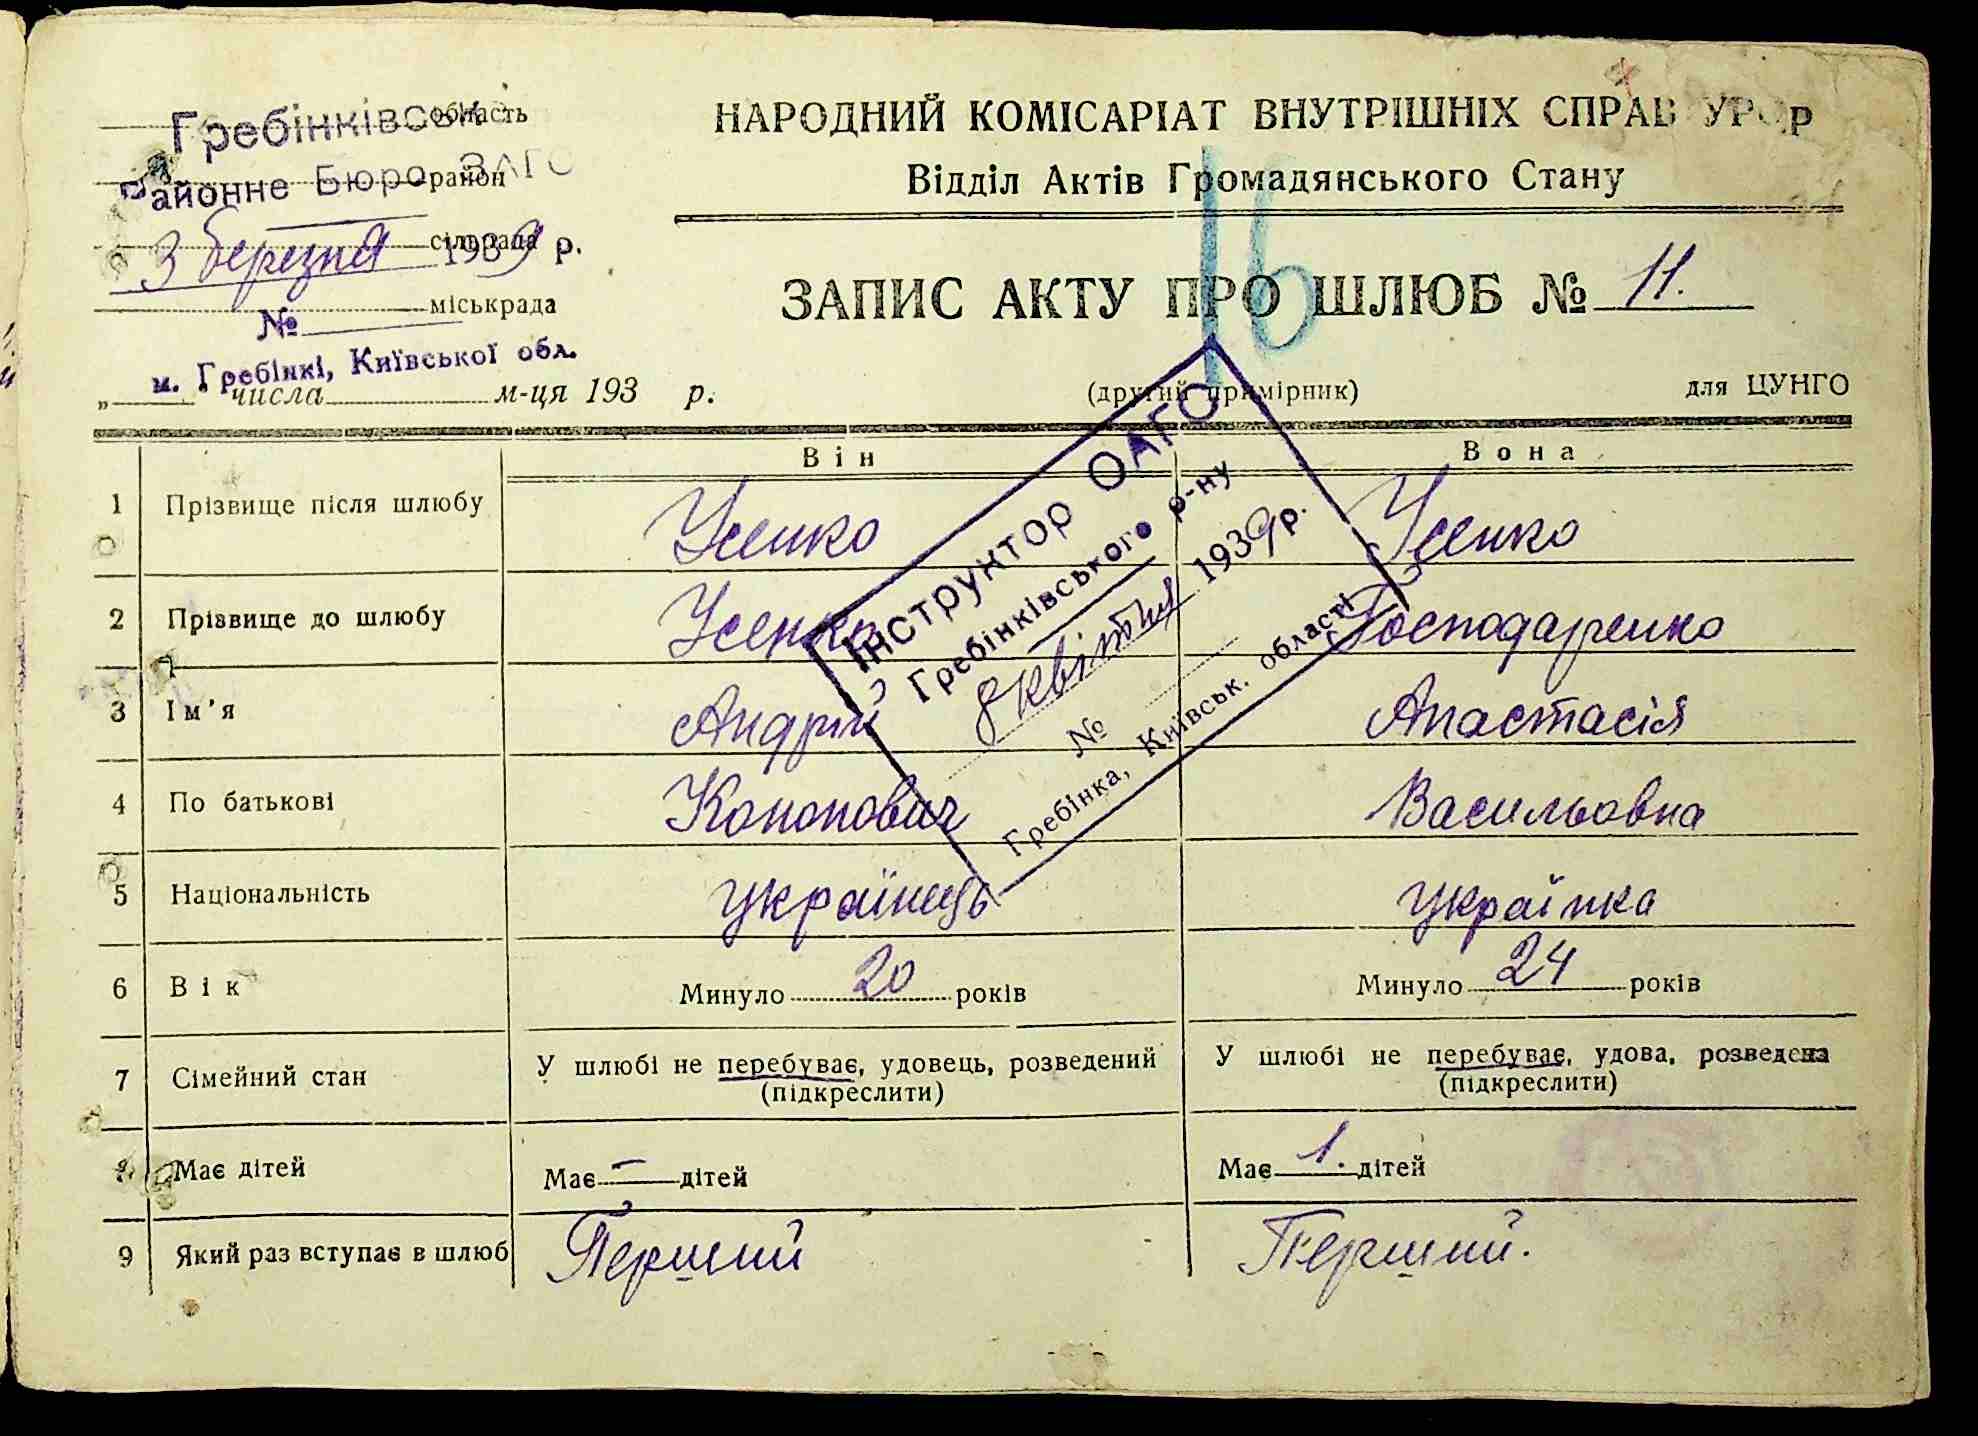 Гребінківськ область
Районне Бюро ЗАГС район
3 березня 1939 р. сільрада
№ міськрада
м. Гребінкі, Київської обл.
„ числа м-ця 193 р.
НАРОДНИЙ КОМІСАРІАТ ВНУТРІШНІХ СПРАВ УРСР
Відділ Актів Громадянського Стану
16
ЗАПИС АКТУ ПРО ШЛЮБ № 11.
(другий примірник) для ЦУНГО
Він Вона
1 Прізвище після шлюбу Усенко Усенко
2 Прізвище до шлюбу Усенко Господаренко
3 Ім'я Андрій Анастасія
4 По батькові Кононович Васильовна
5 Національність Українець Українка
6 Вік Минуло 20 років Минуло 24 років
7 Сімейний стан У шлюбі не перебуває, удовець, розведений У шлюбі не перебуває, удова, розведена
(підкреслити) (підкреслити)
Має дітей Має — дітей Має 1. дітей
9 Який раз вступає в шлюб Перший Перший.
Інструктор ОАГС
Гребінківського р-ну
8 квітня 1939 р.
№
Гребінка, Київськ. області